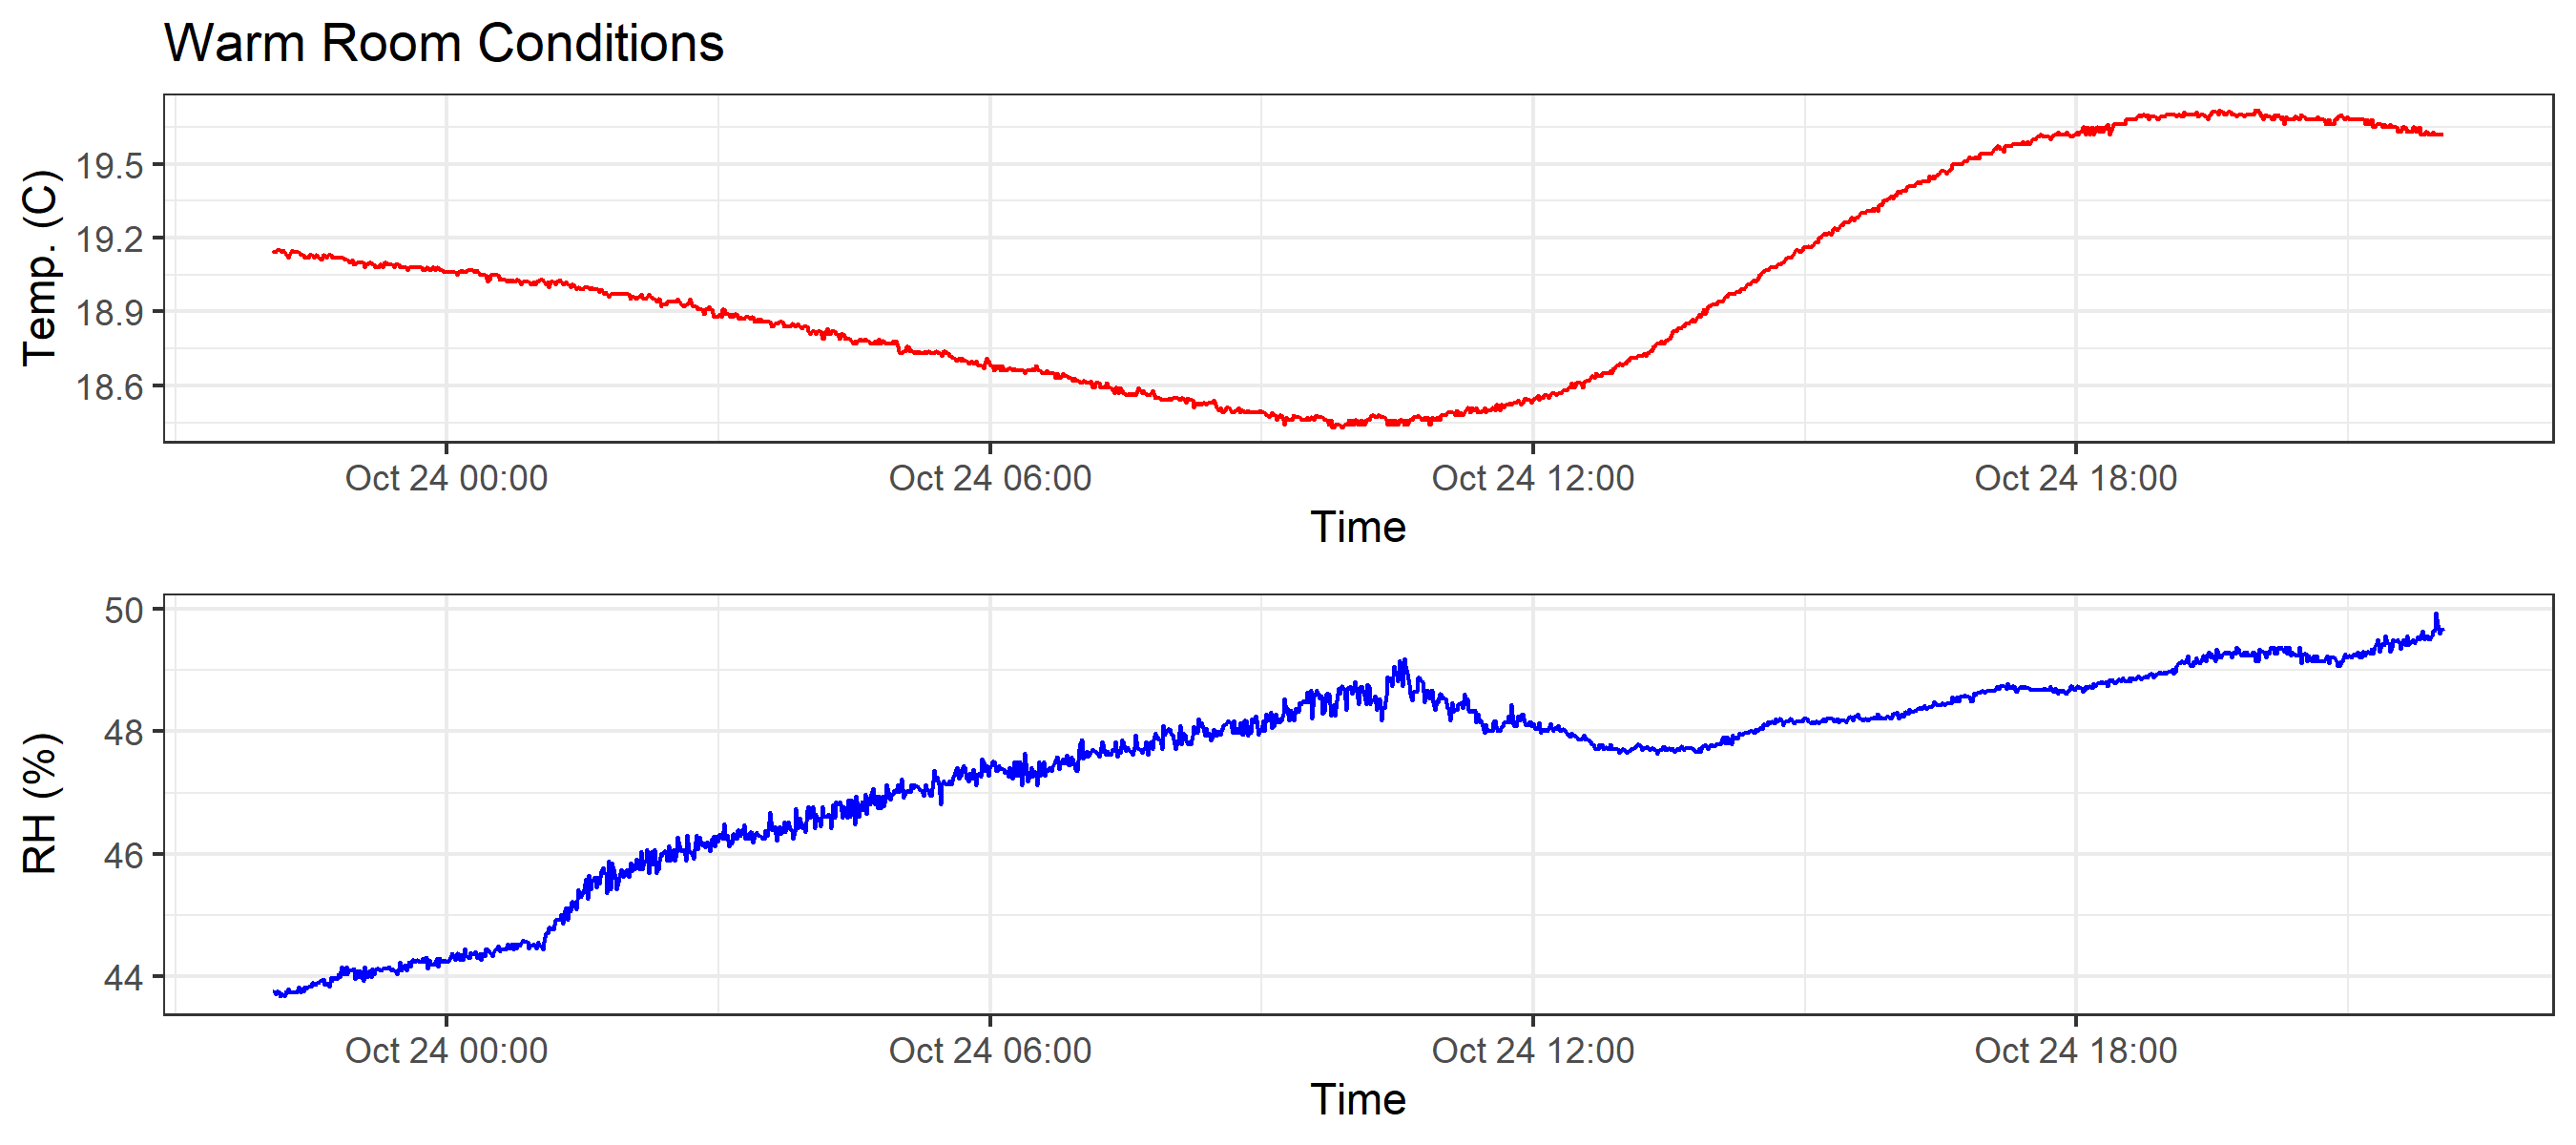 Warm Room Conditions
Temp. (C)
19.5
19.2
18.9
18.6
Oct 24 00:00 Oct 24 06:00 Oct 24 12:00 Oct 24 18:00
Time
RH (%)
50
48
46
44
Oct 24 00:00 Oct 24 06:00 Oct 24 12:00 Oct 24 18:00
Time